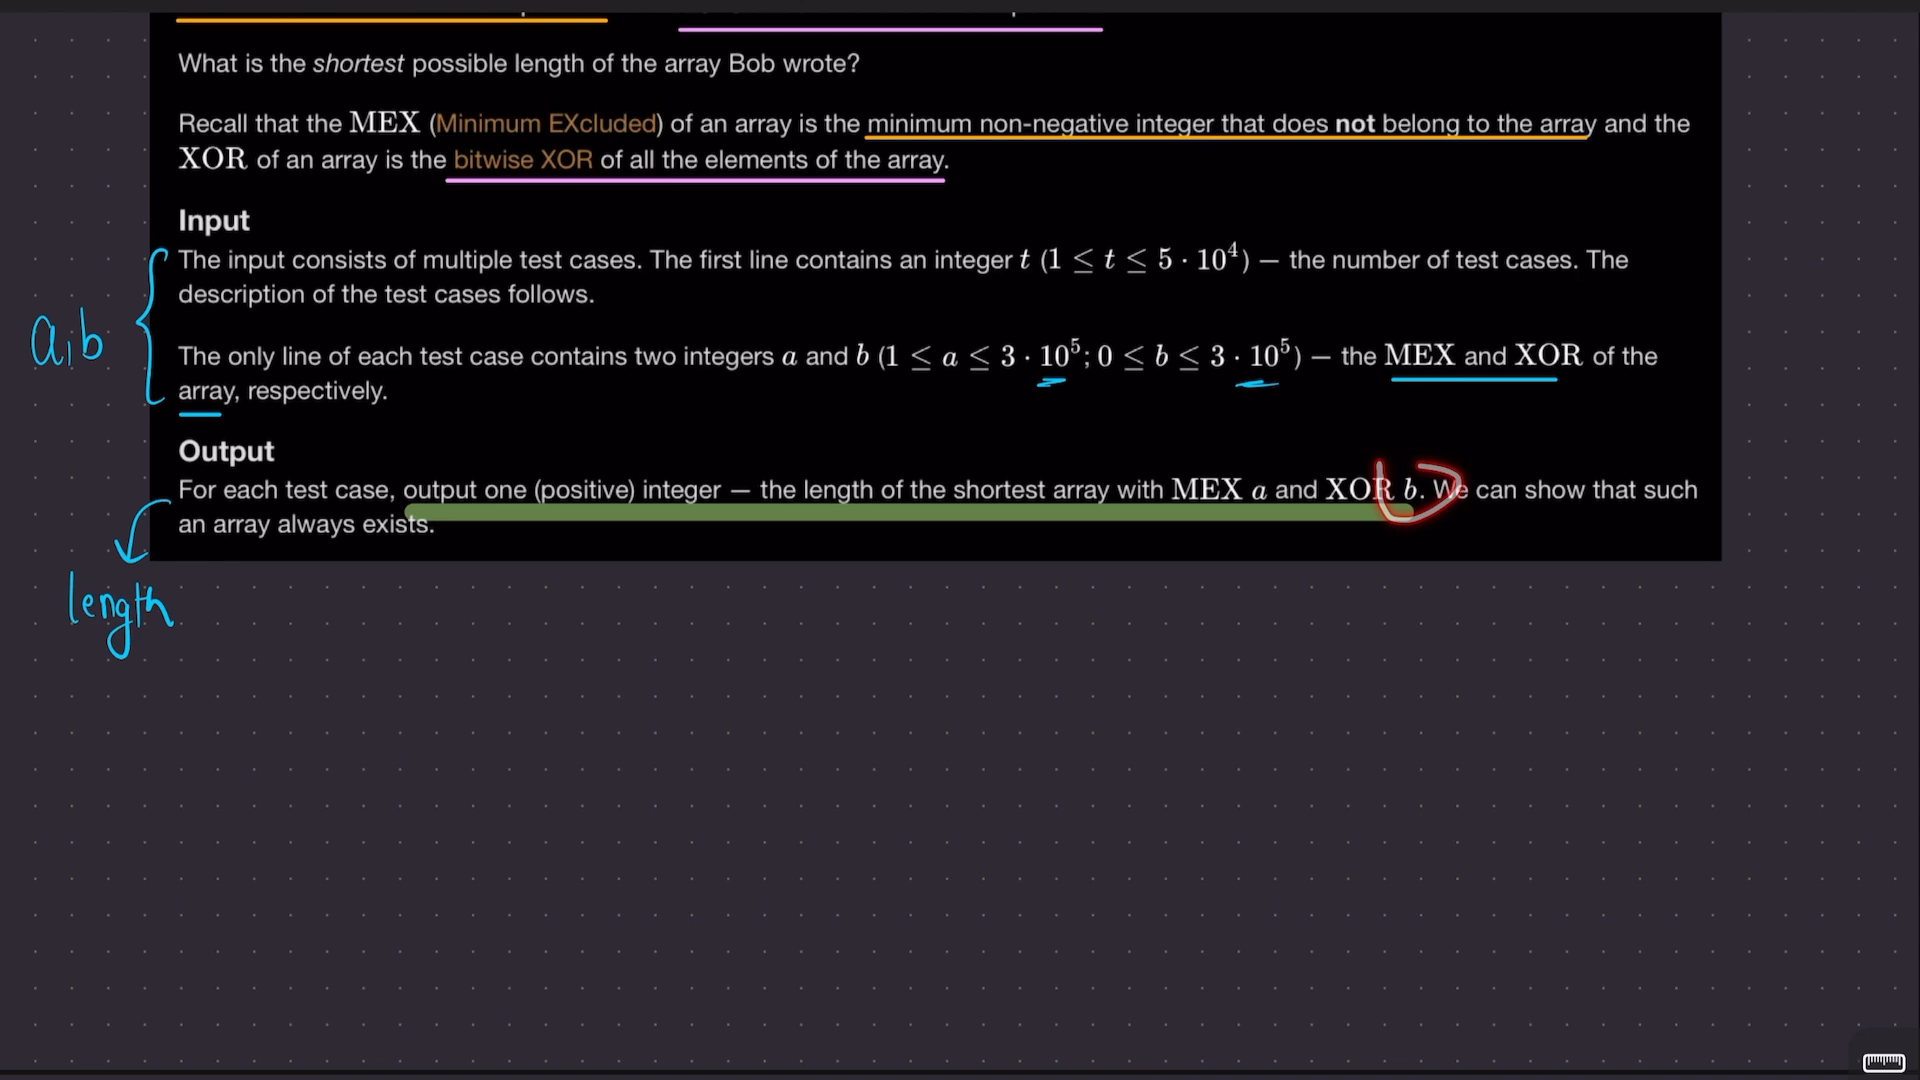 What is the shortest possible length of the array Bob wrote?
Recall that the MEX (Minimum EXcluded) of an array is the minimum non-negative integer that does not belong to the array and the
XOR of an array is the bitwise XOR of all the elements of the array.
Input
The input consists of multiple test cases. The first line contains an integer t (1 ≤ t ≤ 5 · 10⁴) — the number of test cases. The
description of the test cases follows.
a,b
The only line of each test case contains two integers a and b (1 ≤ a ≤ 3 · 10⁵; 0 ≤ b ≤ 3 · 10⁵) — the MEX and XOR of the
array, respectively.
Output
For each test case, output one (positive) integer — the length of the shortest array with MEX a and XOR b. We can show that such
an array always exists.
length